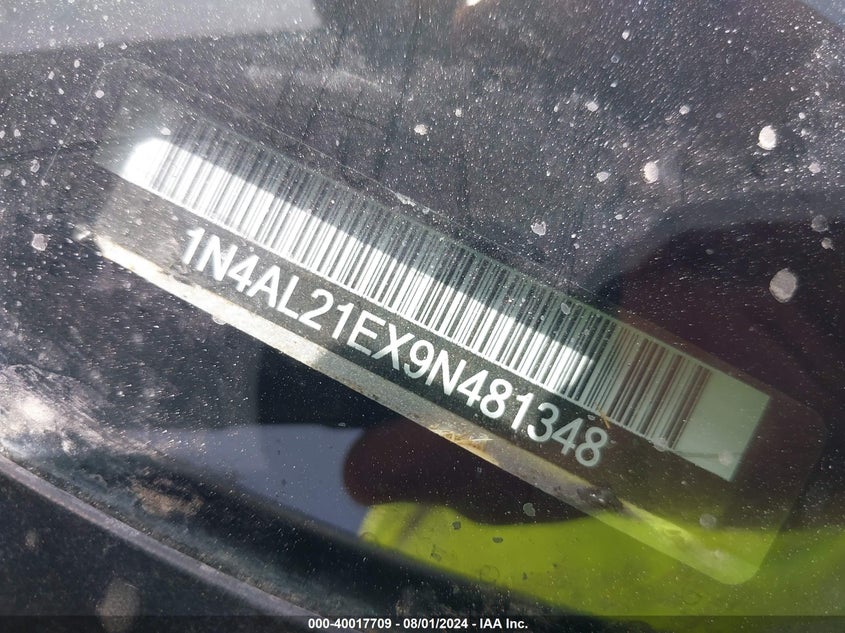 1N4AL21EX9N481348
000-40017709 - 08/01/2024 - IAA Inc.